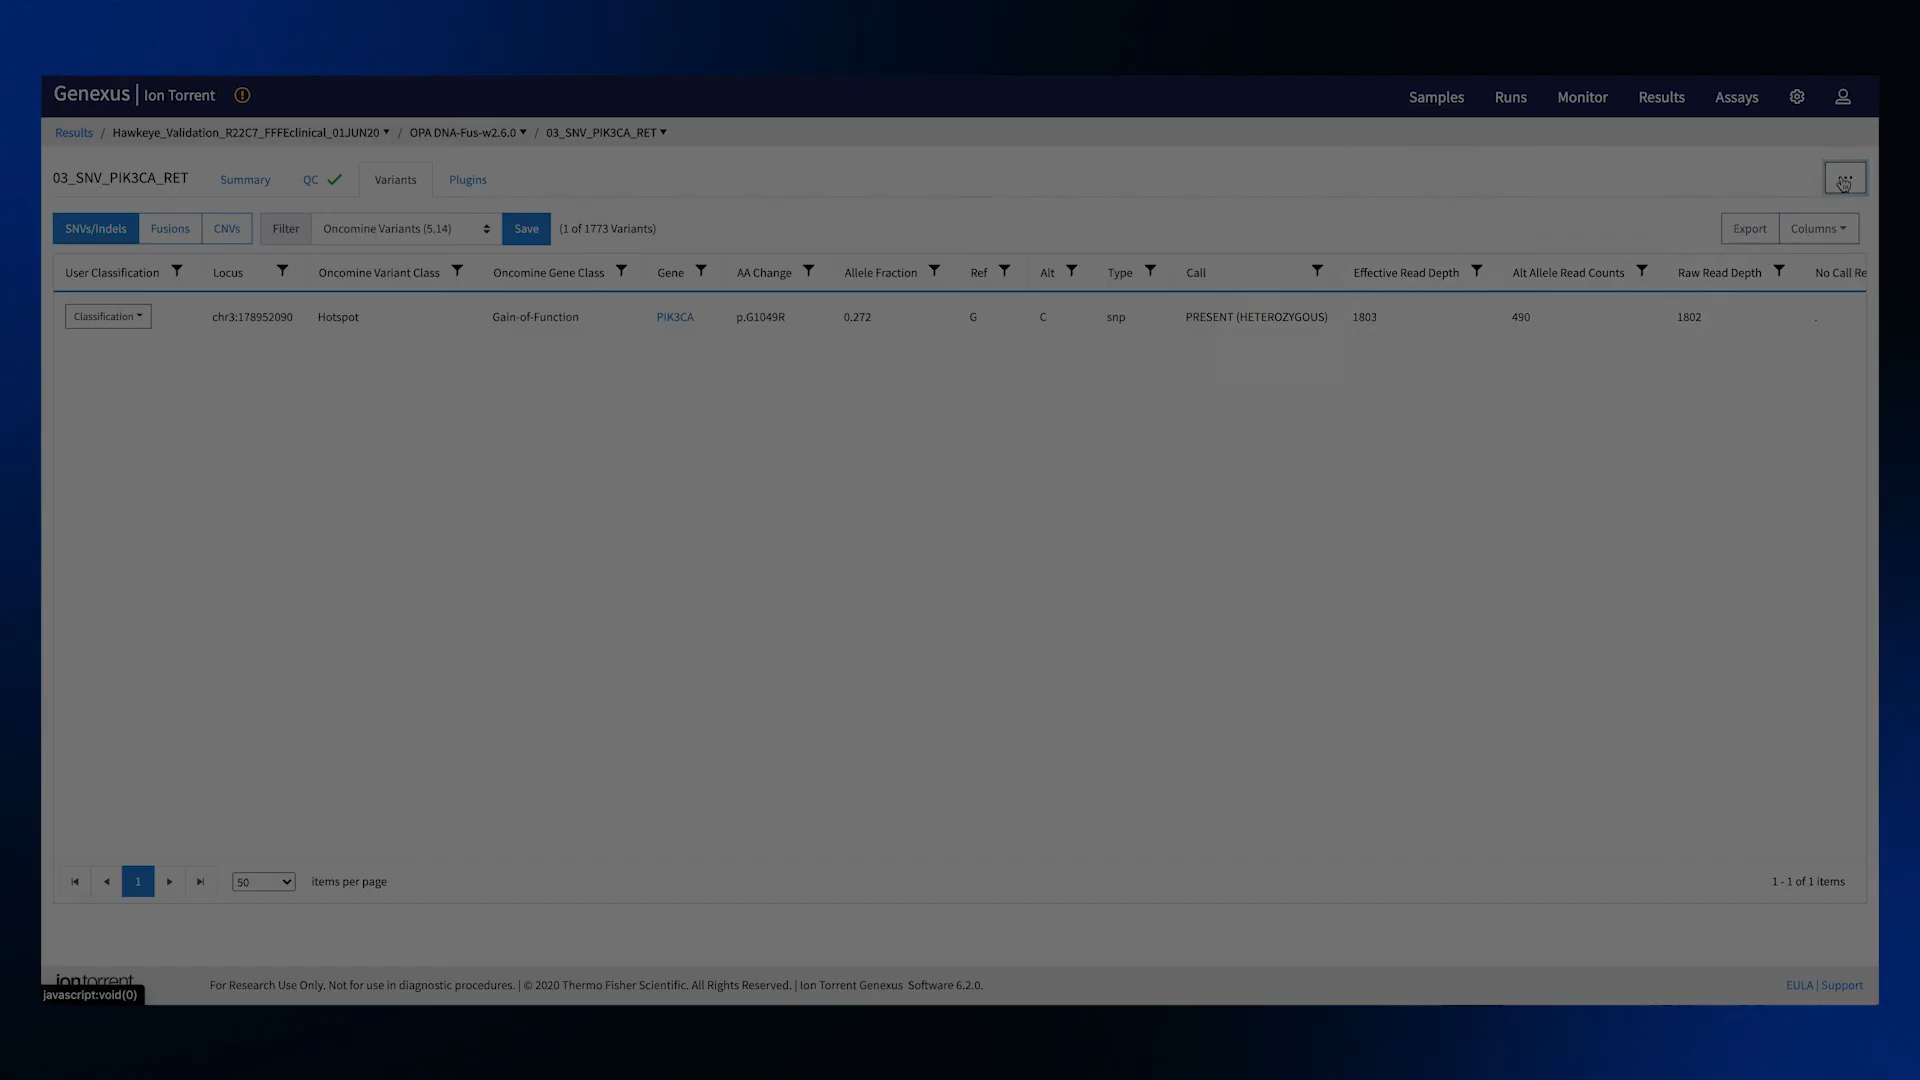 Genexus | Ion Torrent
Samples Runs Monitor Results Assays
Results / Hawkeye_Validation_R22C7_FFFEclinical_01JUN20 / OPA DNA-Fus-w2.6.0 / 03_SNV_PIK3CA_RET
03_SNV_PIK3CA_RET Summary QC Variants Plugins
SNVs/Indels Fusions CNVs Filter Oncomine Variants (5.14) Save (1 of 1773 Variants) Export Columns
User Classification Locus Oncomine Variant Class Oncomine Gene Class Gene AA Change Allele Fraction Ref Alt Type Call Effective Read Depth Alt Allele Read Counts Raw Read Depth No Call Re
Classification chr3:178952090 Hotspot Gain-of-Function PIK3CA p.G1049R 0.272 G C snp PRESENT (HETEROZYGOUS) 1803 490 1802 .
1 50 items per page 1 - 1 of 1 items
ion torrent
For Research Use Only. Not for use in diagnostic procedures. | © 2020 Thermo Fisher Scientific. All Rights Reserved. | Ion Torrent Genexus Software 6.2.0.
EULA | Support
javascript:void(0)